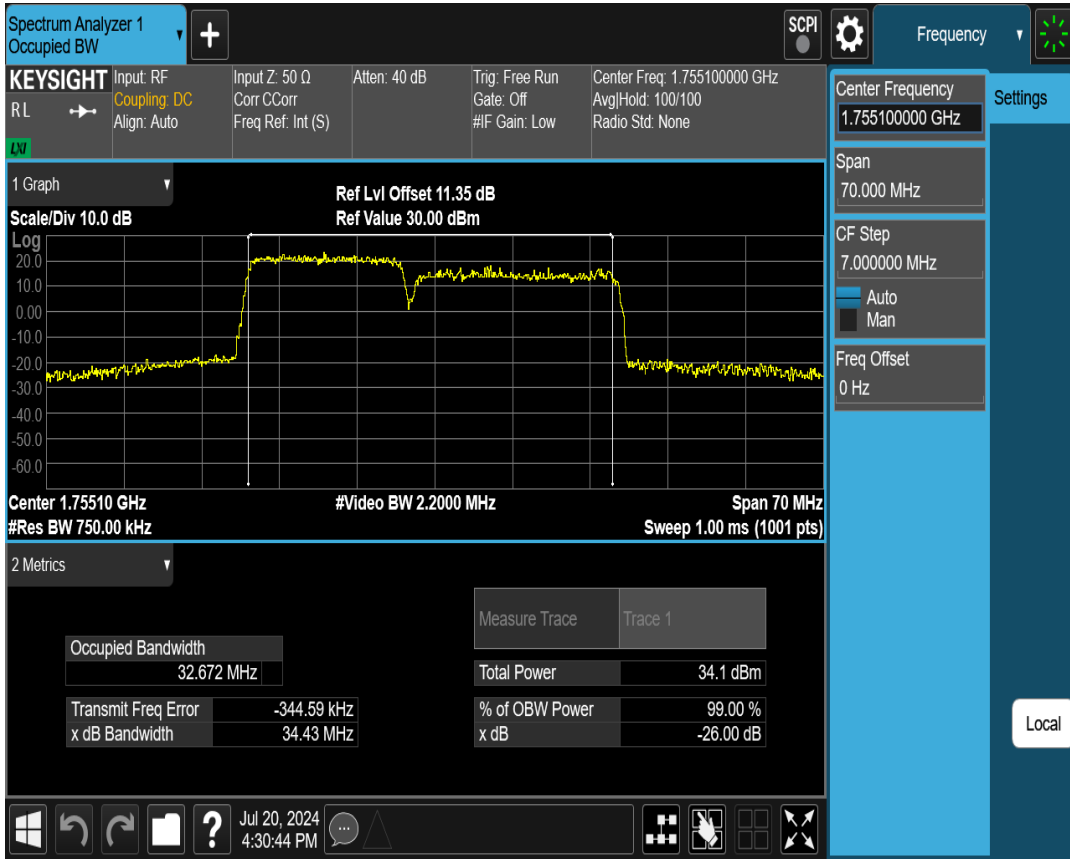 Spectrum Analyzer 1
Occupied BW
+
SCPI
Frequency
KEYSIGHT
RL
LXI
Input: RF
Coupling: DC
Align: Auto
Input Z: 50 Ω
Corr CCorr
Freq Ref: Int (S)
Atten: 40 dB
Trig: Free Run
Gate: Off
#IF Gain: Low
Center Freq: 1.755100000 GHz
Avg|Hold: 100/100
Radio Std: None
Center Frequency
1.755100000 GHz
Settings
Span
70.000 MHz
CF Step
7.000000 MHz
Auto
Man
Freq Offset
0 Hz
Local
1 Graph
Scale/Div 10.0 dB
Ref Lvl Offset 11.35 dB
Ref Value 30.00 dBm
Log
20.0
10.0
0.00
-10.0
-20.0
-30.0
-40.0
-50.0
-60.0
Center 1.75510 GHz
#Video BW 2.2000 MHz
Span 70 MHz
#Res BW 750.00 kHz
Sweep 1.00 ms (1001 pts)
2 Metrics
Measure Trace
Trace 1
Occupied Bandwidth
32.672 MHz
Total Power
34.1 dBm
Transmit Freq Error
-344.59 kHz
% of OBW Power
99.00 %
x dB Bandwidth
34.43 MHz
x dB
-26.00 dB
?
Jul 20, 2024
4:30:44 PM